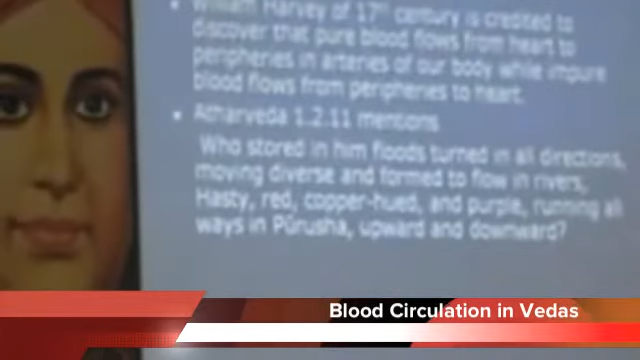 • William Harvey of 17th century is credited to
discover that pure blood flows from heart to
peripheries in arteries of our body while impure
blood flows from peripheries to heart.
• Atharveda 1.2.11 mentions
Who stored in him floods turned in all directions,
moving diverse and formed to flow in rivers,
Hasty, red, copper-hued, and purple, running all
ways in Pūrusha, upward and downward?
Blood Circulation in Vedas